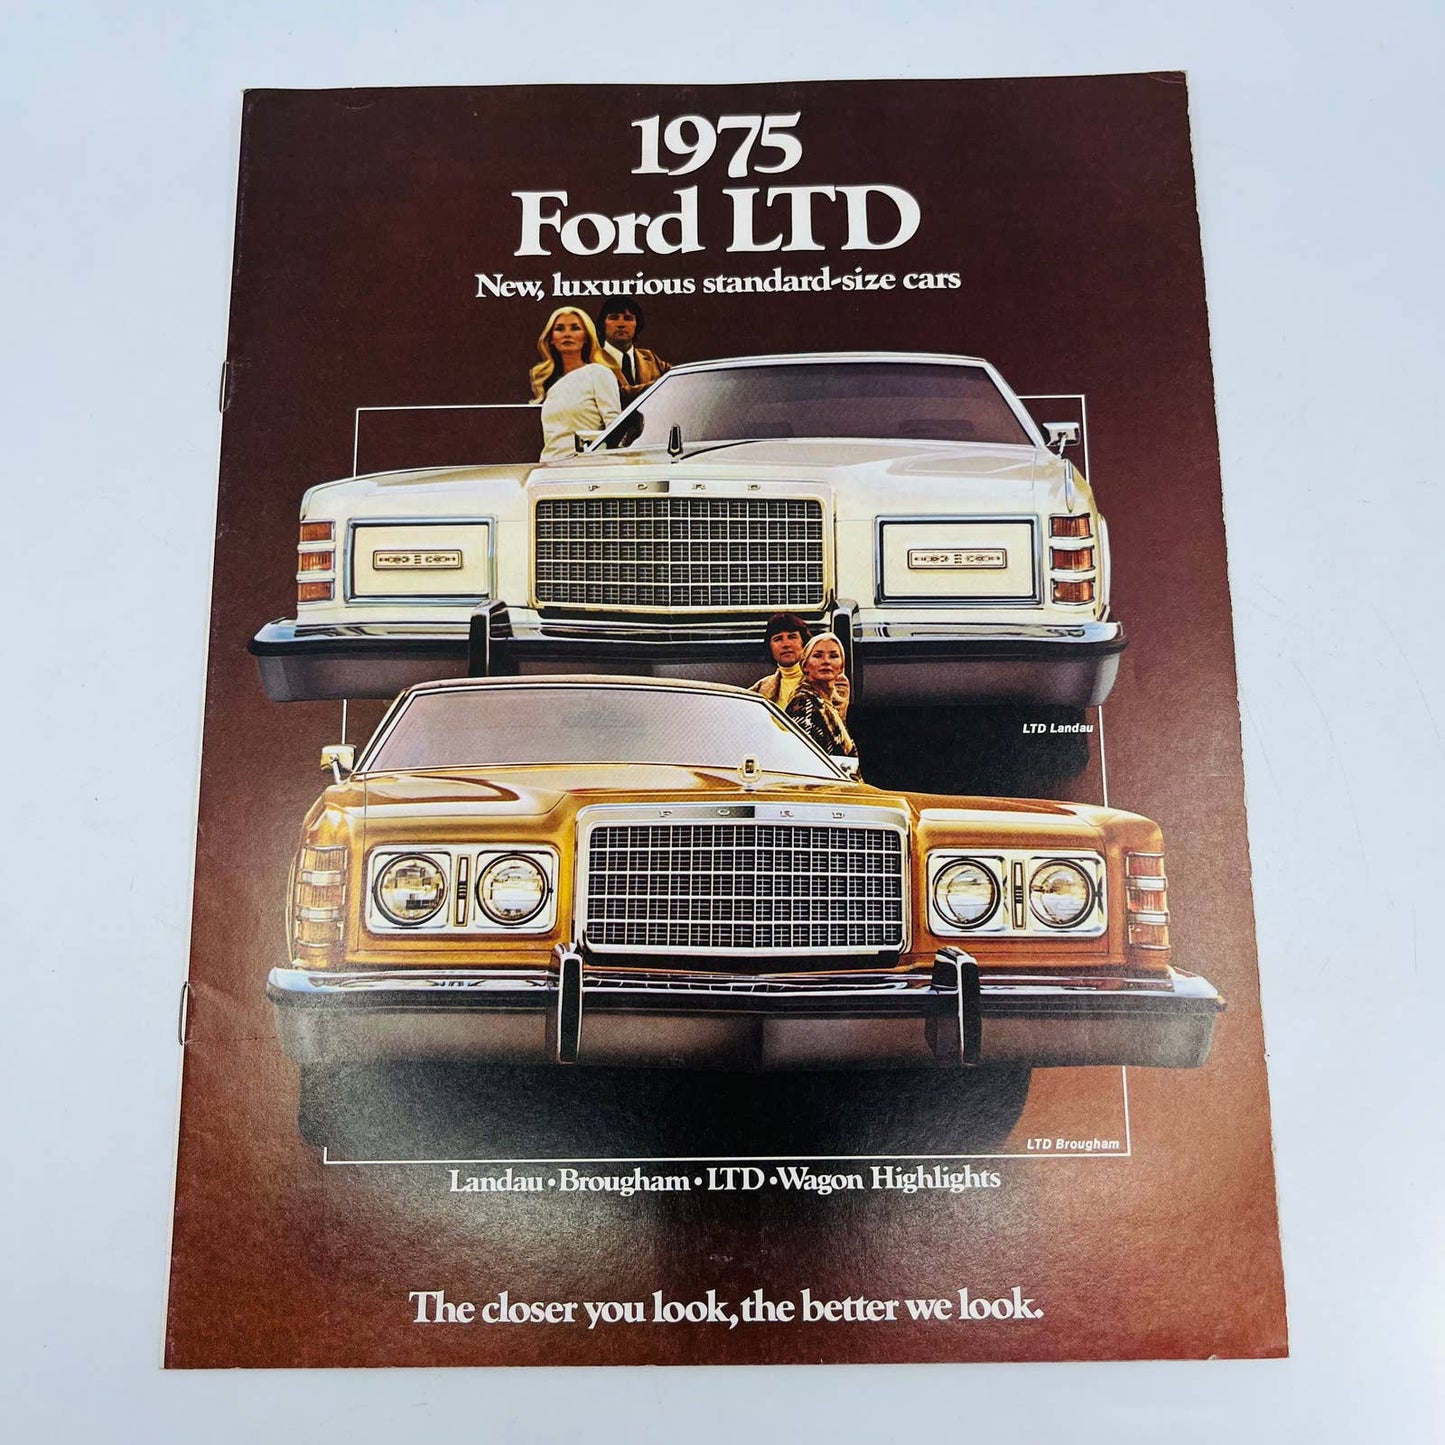 1975
Ford LTD
New, luxurious standard-size cars
FORD
LTD Landau
FORD
LTD Brougham
Landau • Brougham • LTD • Wagon Highlights
The closer you look, the better we look.